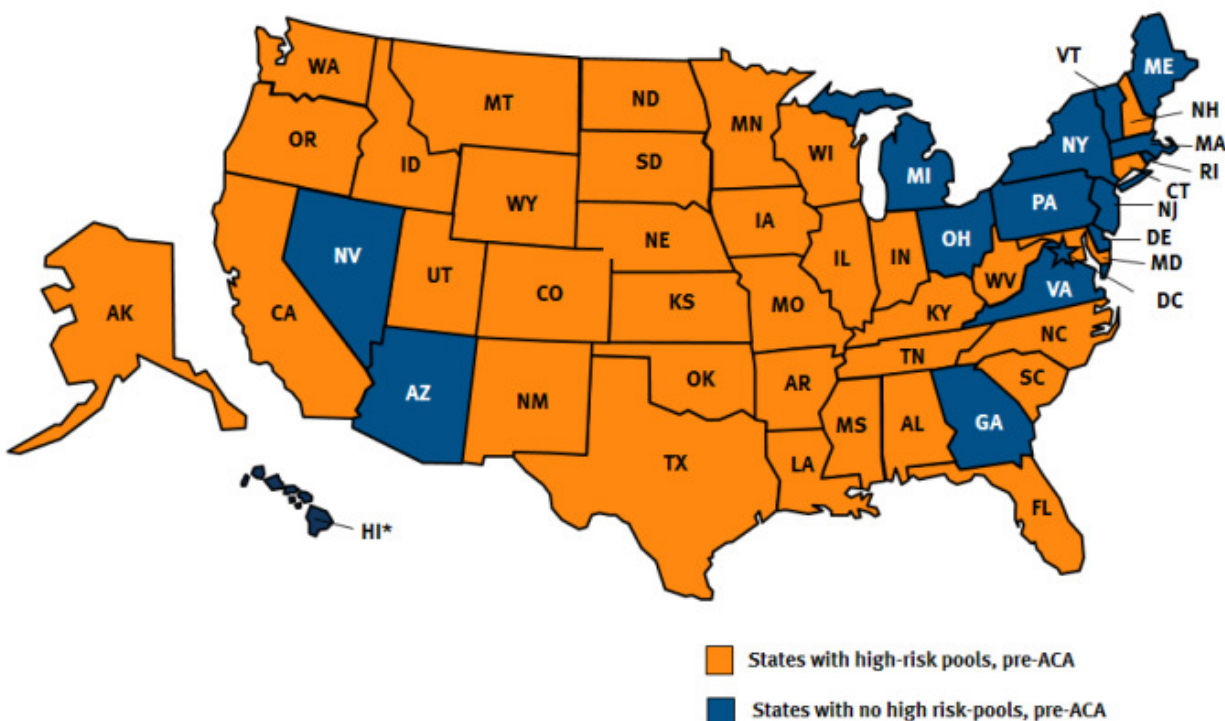 WA
MT
ND
MN
VT
ME
NH
OR
ID
SD
WI
NY
MA
RI
WY
MI
CT
IA
PA
NJ
NV
NE
OH
DE
UT
IL
IN
MD
CO
WV
VA
DC
AK
CA
KS
MO
KY
NC
TN
AZ
OK
AR
SC
NM
MS
AL
GA
TX
LA
FL
HI*
States with high-risk pools, pre-ACA
States with no high risk-pools, pre-ACA